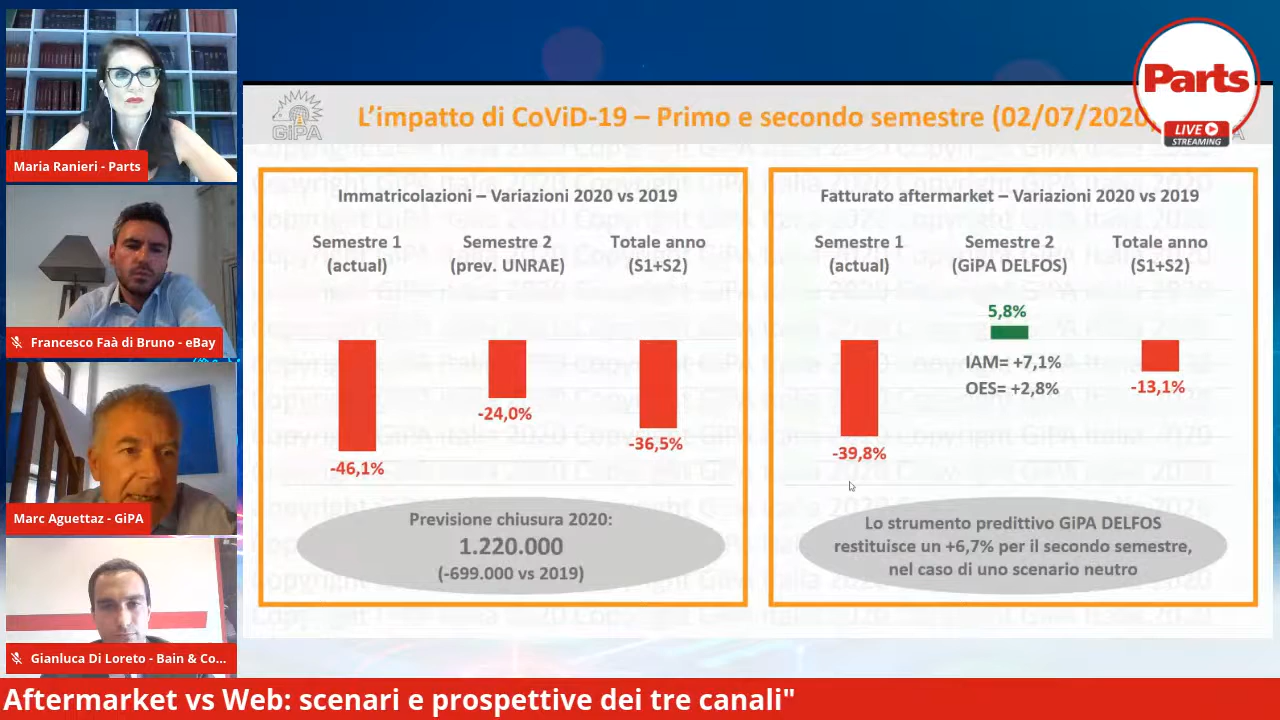 Maria Ranieri - Parts
Francesco Faà di Bruno - eBay
Marc Aguettaz - GiPA
Gianluca Di Loreto - Bain & Co...
GiPA
L'impatto di CoViD-19 – Primo e secondo semestre (02/07/2020)
Parts
LIVE
STREAMING
Immatricolazioni – Variazioni 2020 vs 2019
Semestre 1
(actual)
Semestre 2
(prev. UNRAE)
Totale anno
(S1+S2)
-46,1%
-24,0%
-36,5%
Previsione chiusura 2020:
1.220.000
(-699.000 vs 2019)
Fatturato aftermarket – Variazioni 2020 vs 2019
Semestre 1
(actual)
Semestre 2
(GiPA DELFOS)
Totale anno
(S1+S2)
5,8%
IAM= +7,1%
OES= +2,8%
-39,8%
-13,1%
Lo strumento predittivo GiPA DELFOS
restituisce un +6,7% per il secondo semestre,
nel caso di uno scenario neutro
Aftermarket vs Web: scenari e prospettive dei tre canali"